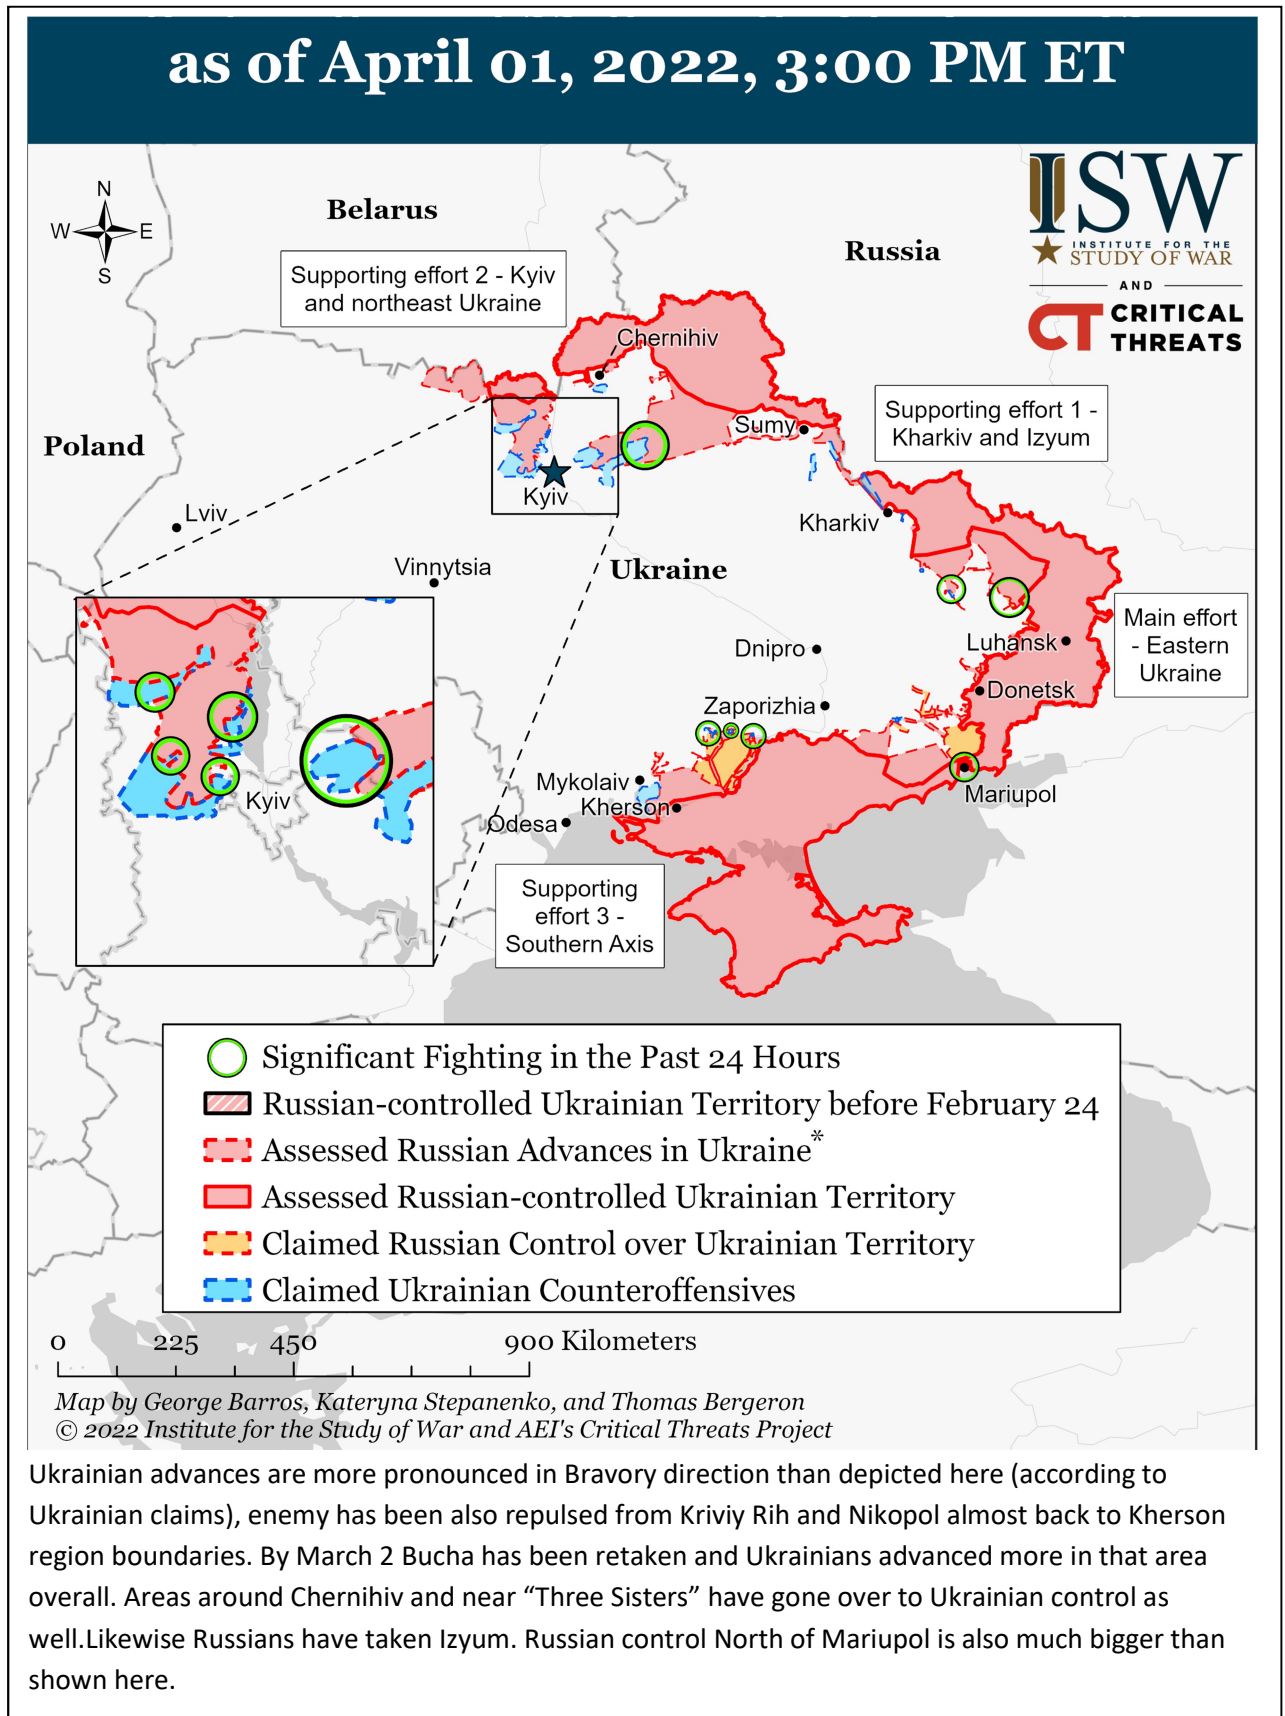 as of April 01, 2022, 3:00 PM ET
N
W E
S
Belarus
Russia
ISW
INSTITUTE FOR THE
STUDY OF WAR
AND
CT CRITICAL
THREATS
Supporting effort 2 - Kyiv
and northeast Ukraine
Chernihiv
Supporting effort 1 -
Kharkiv and Izyum
Sumy
Poland
Kyiv
Lviv
Kharkiv
Vinnytsia
Ukraine
Main effort
- Eastern
Ukraine
Luhansk
Dnipro
Donetsk
Zaporizhia
Kyiv
Mykolaiv
Kherson
Mariupol
Odesa
Supporting
effort 3 -
Southern Axis
Significant Fighting in the Past 24 Hours
Russian-controlled Ukrainian Territory before February 24
Assessed Russian Advances in Ukraine*
Assessed Russian-controlled Ukrainian Territory
Claimed Russian Control over Ukrainian Territory
Claimed Ukrainian Counteroffensives
0 225 450 900 Kilometers
Map by George Barros, Kateryna Stepanenko, and Thomas Bergeron
© 2022 Institute for the Study of War and AEI's Critical Threats Project
Ukrainian advances are more pronounced in Bravory direction than depicted here (according to
Ukrainian claims), enemy has been also repulsed from Kriviy Rih and Nikopol almost back to Kherson
region boundaries. By March 2 Bucha has been retaken and Ukrainians advanced more in that area
overall. Areas around Chernihiv and near “Three Sisters” have gone over to Ukrainian control as
well.Likewise Russians have taken Izyum. Russian control North of Mariupol is also much bigger than
shown here.